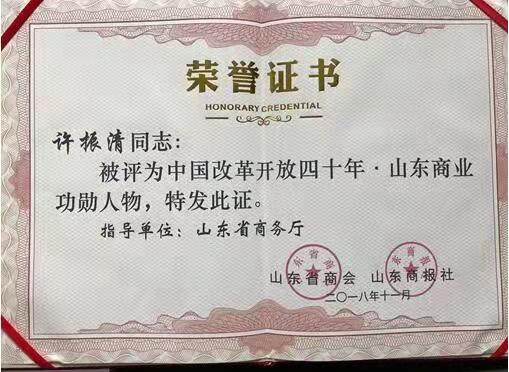 荣誉证书
HONORARY CREDENTIAL
许振清同志：
被评为中国改革开放四十年·山东商业
功勋人物，特发此证。
指导单位：山东省商务厅
山东省商会 山东商报社
二〇一八年十一月